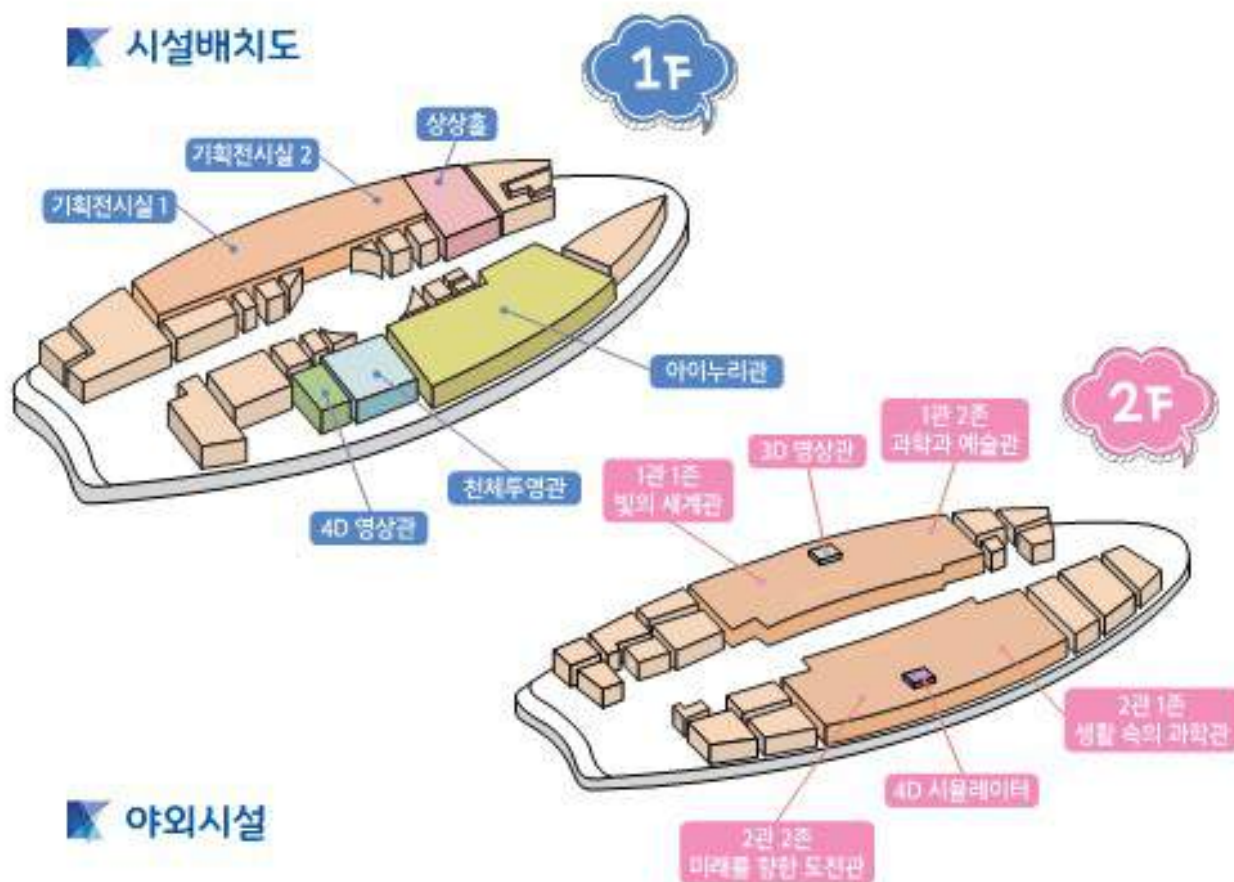 시설배치도
1F
상상홀
기획전시실 2
기획전시실 1
아이누리관
천체투영관
4D 영상관
2F
1관 2존
과학과 예술관
3D 영상관
1관 1존
빛의 세계관
2관 1존
생활 속의 과학관
4D 시뮬레이터
2관 2존
미래를 향한 도전관
야외시설